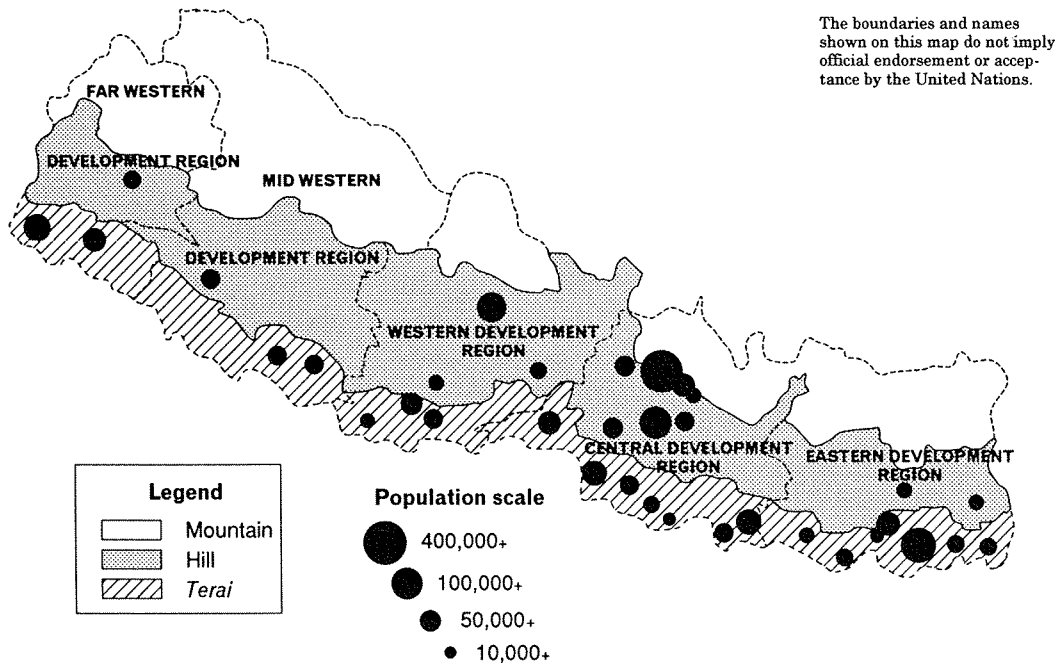 The boundaries and names
shown on this map do not imply
official endorsement or accep-
tance by the United Nations.
FAR WESTERN
DEVELOPMENT REGION
MID WESTERN
DEVELOPMENT REGION
WESTERN DEVELOPMENT
REGION
CENTRAL DEVELOPMENT
REGION
EASTERN DEVELOPMENT
REGION
Legend
Mountain
Hill
Terai
Population scale
400,000+
100,000+
50,000+
10,000+